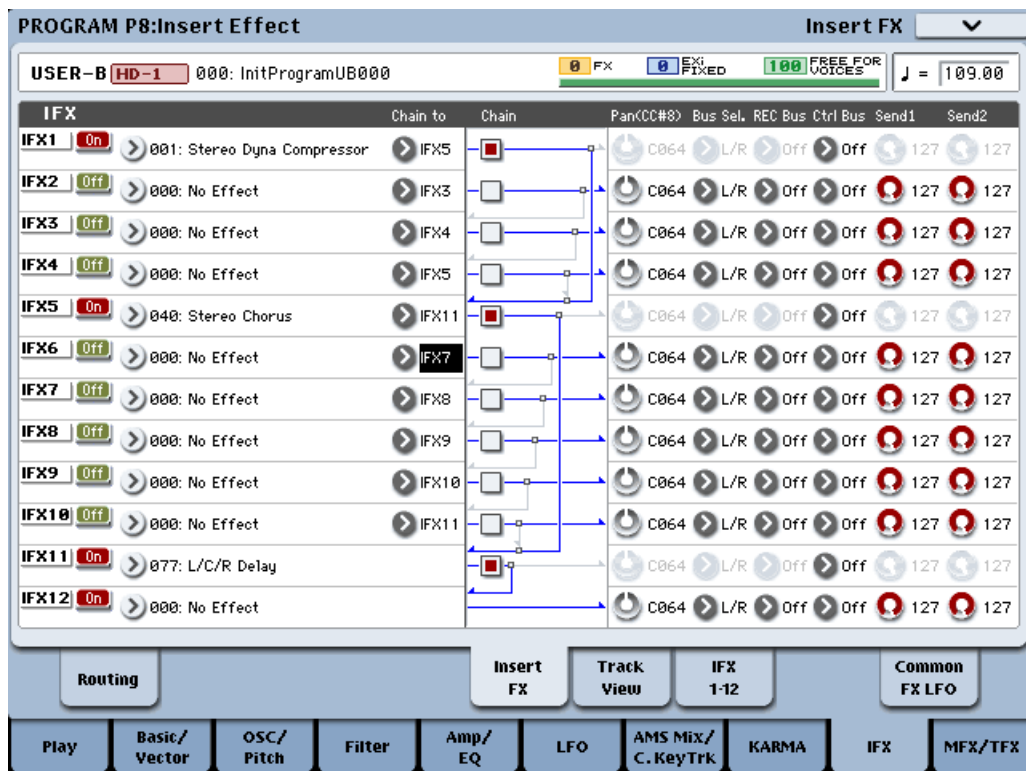 PROGRAM P8:Insert Effect Insert FX
USER-B HD-1 000: InitProgramUB000 0 FX 0 EXi FIXED 100 FREE FOR VOICES ♩ = 109.00
IFX Chain to Chain Pan(CC#8) Bus Sel. REC Bus Ctrl Bus Send1 Send2
IFX1 On 001: Stereo Dyna Compressor IFX5 C064 L/R Off Off 127 127
IFX2 Off 000: No Effect IFX3 C064 L/R Off Off 127 127
IFX3 Off 000: No Effect IFX4 C064 L/R Off Off 127 127
IFX4 Off 000: No Effect IFX5 C064 L/R Off Off 127 127
IFX5 On 040: Stereo Chorus IFX11 C064 L/R Off Off 127 127
IFX6 Off 000: No Effect IFX7 C064 L/R Off Off 127 127
IFX7 Off 000: No Effect IFX8 C064 L/R Off Off 127 127
IFX8 Off 000: No Effect IFX9 C064 L/R Off Off 127 127
IFX9 Off 000: No Effect IFX10 C064 L/R Off Off 127 127
IFX10 Off 000: No Effect IFX11 C064 L/R Off Off 127 127
IFX11 On 077: L/C/R Delay C064 L/R Off Off 127 127
IFX12 On 000: No Effect C064 L/R Off Off 127 127
Routing Insert FX Track View IFX 1-12 Common FX LFO
Play Basic/ Vector OSC/ Pitch Filter Amp/ EQ LFO AMS Mix/ C.KeyTrk KARMA IFX MFX/TFX